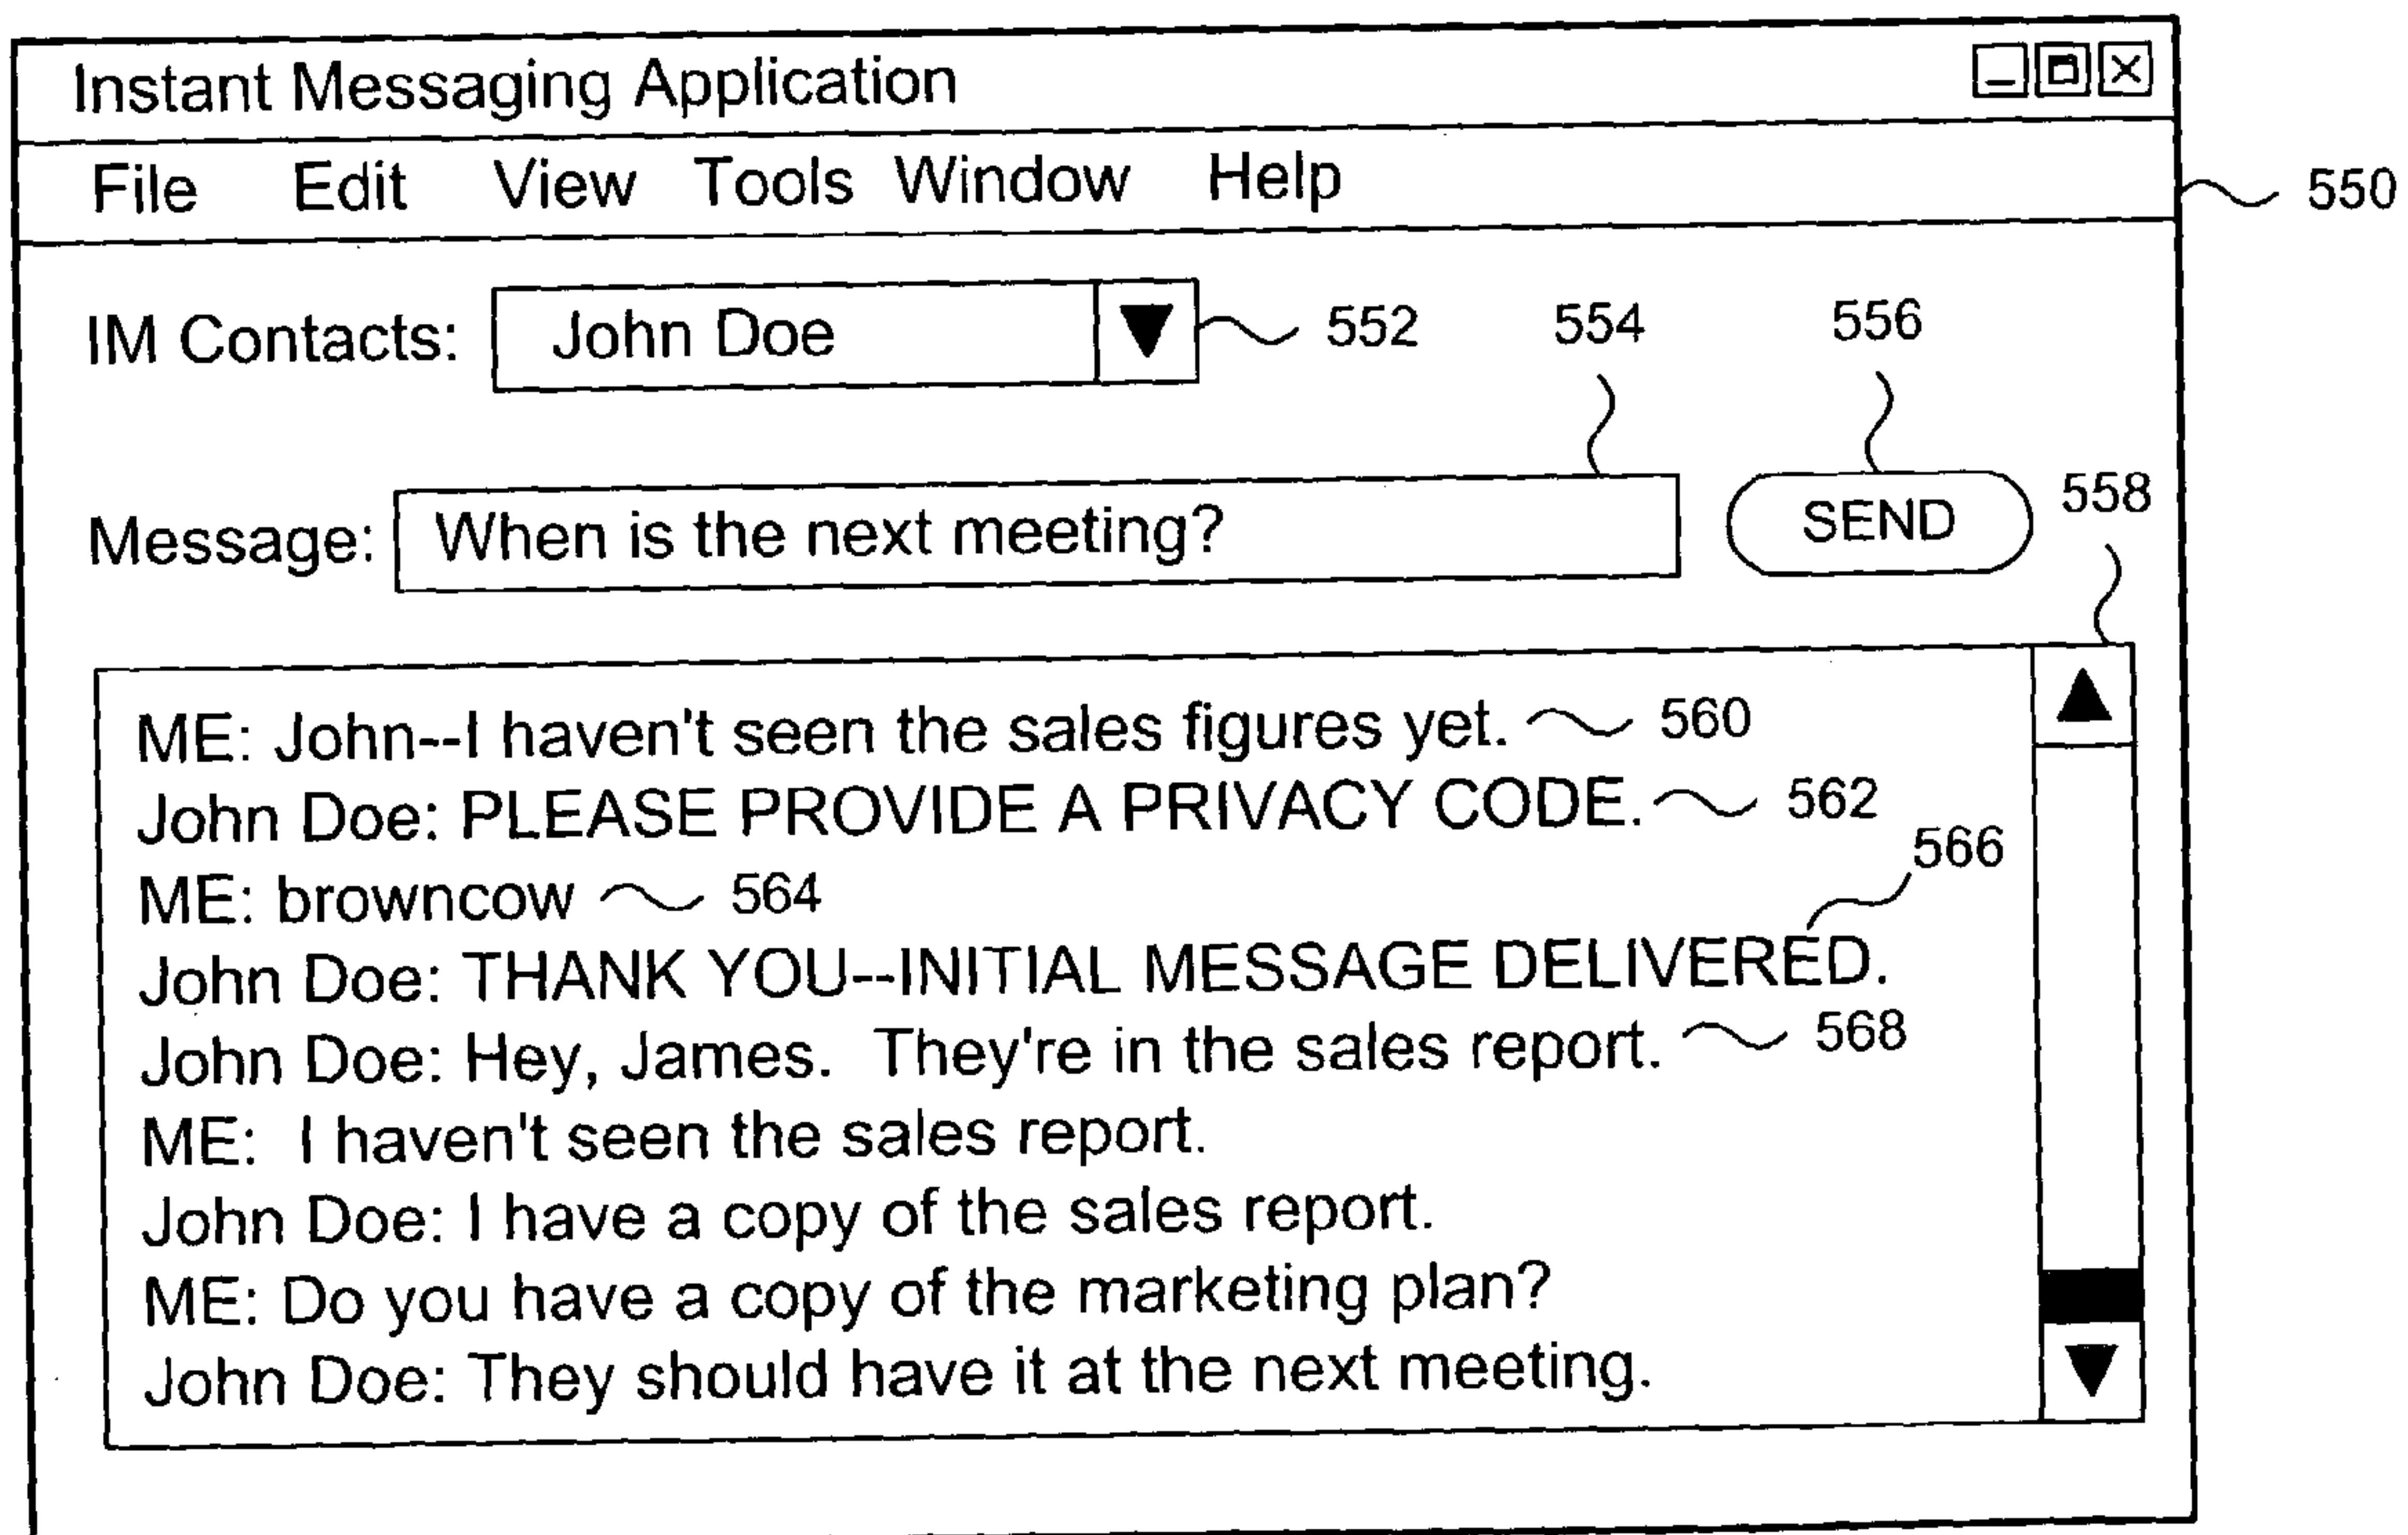 Instant Messaging Application
File Edit View Tools Window Help
550
IM Contacts: John Doe 552 554 556
Message: When is the next meeting? SEND 558
ME: John--I haven't seen the sales figures yet. 560
John Doe: PLEASE PROVIDE A PRIVACY CODE. 562
566
ME: browncow 564
John Doe: THANK YOU--INITIAL MESSAGE DELIVERED.
John Doe: Hey, James. They're in the sales report. 568
ME: I haven't seen the sales report.
John Doe: I have a copy of the sales report.
ME: Do you have a copy of the marketing plan?
John Doe: They should have it at the next meeting.